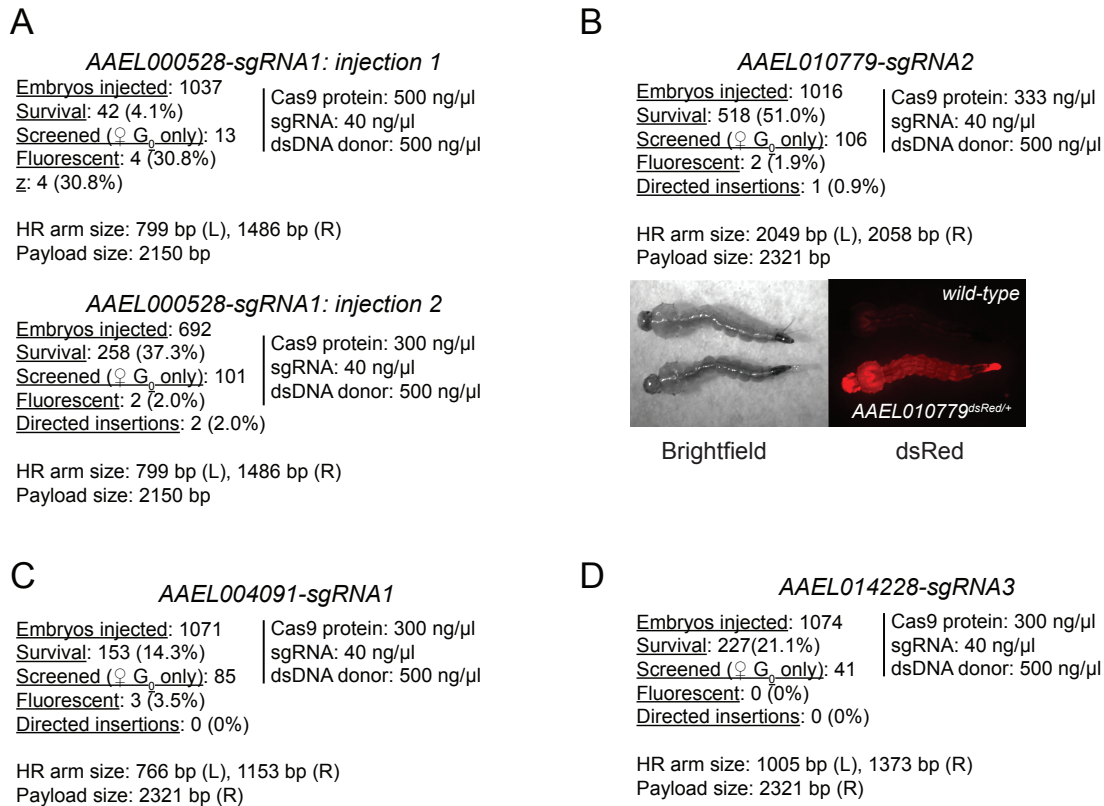 A
AAEL000528-sgRNA1: injection 1
Embryos injected: 1037
Survival: 42 (4.1%)
Screened (♀ G0 only): 13
Fluorescent: 4 (30.8%)
z: 4 (30.8%)
Cas9 protein: 500 ng/µl
sgRNA: 40 ng/µl
dsDNA donor: 500 ng/µl
HR arm size: 799 bp (L), 1486 bp (R)
Payload size: 2150 bp
AAEL000528-sgRNA1: injection 2
Embryos injected: 692
Survival: 258 (37.3%)
Screened (♀ G0 only): 101
Fluorescent: 2 (2.0%)
Directed insertions: 2 (2.0%)
Cas9 protein: 300 ng/µl
sgRNA: 40 ng/µl
dsDNA donor: 500 ng/µl
HR arm size: 799 bp (L), 1486 bp (R)
Payload size: 2150 bp
B
AAEL010779-sgRNA2
Embryos injected: 1016
Survival: 518 (51.0%)
Screened (♀ G0 only): 106
Fluorescent: 2 (1.9%)
Directed insertions: 1 (0.9%)
Cas9 protein: 333 ng/µl
sgRNA: 40 ng/µl
dsDNA donor: 500 ng/µl
HR arm size: 2049 bp (L), 2058 bp (R)
Payload size: 2321 bp
wild-type
AAEL010779dsRed/+
Brightfield
dsRed
C
AAEL004091-sgRNA1
Embryos injected: 1071
Survival: 153 (14.3%)
Screened (♀ G0 only): 85
Fluorescent: 3 (3.5%)
Directed insertions: 0 (0%)
Cas9 protein: 300 ng/µl
sgRNA: 40 ng/µl
dsDNA donor: 500 ng/µl
HR arm size: 766 bp (L), 1153 bp (R)
Payload size: 2321 bp (R)
D
AAEL014228-sgRNA3
Embryos injected: 1074
Survival: 227(21.1%)
Screened (♀ G0 only): 41
Fluorescent: 0 (0%)
Directed insertions: 0 (0%)
Cas9 protein: 300 ng/µl
sgRNA: 40 ng/µl
dsDNA donor: 500 ng/µl
HR arm size: 1005 bp (L), 1373 bp (R)
Payload size: 2321 bp (R)